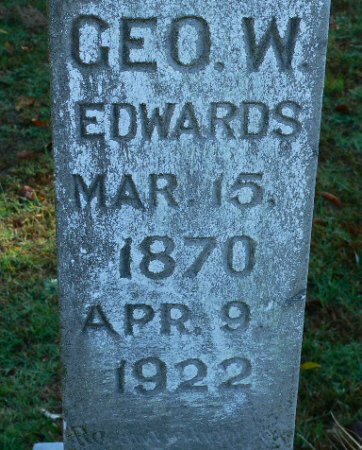 GEO. W.
EDWARDS
MAR. 15.
1870
APR. 9.
1922